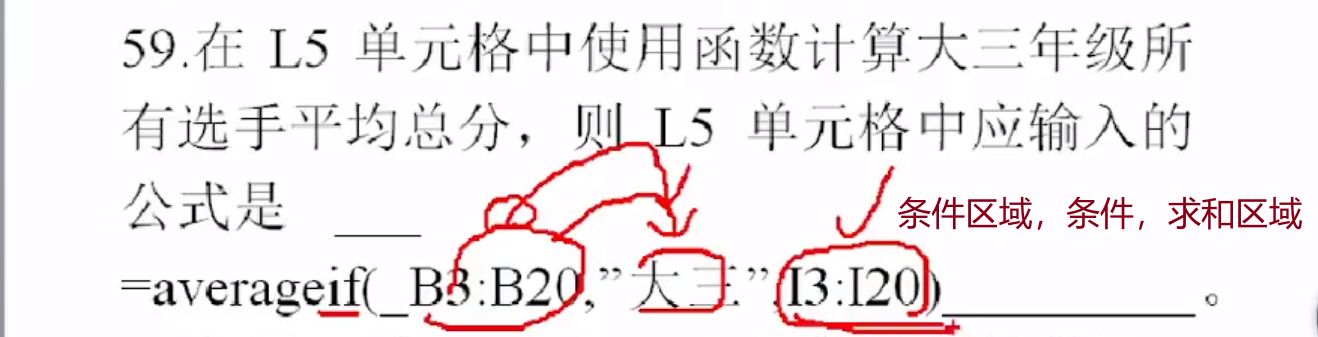 59.在 L5 单元格中使用函数计算大三年级所
有选手平均总分，则 L5 单元格中应输入的
公式是 ___
条件区域，条件，求和区域
=averageif(_B3:B20,”大三”,I3:I20)__________。